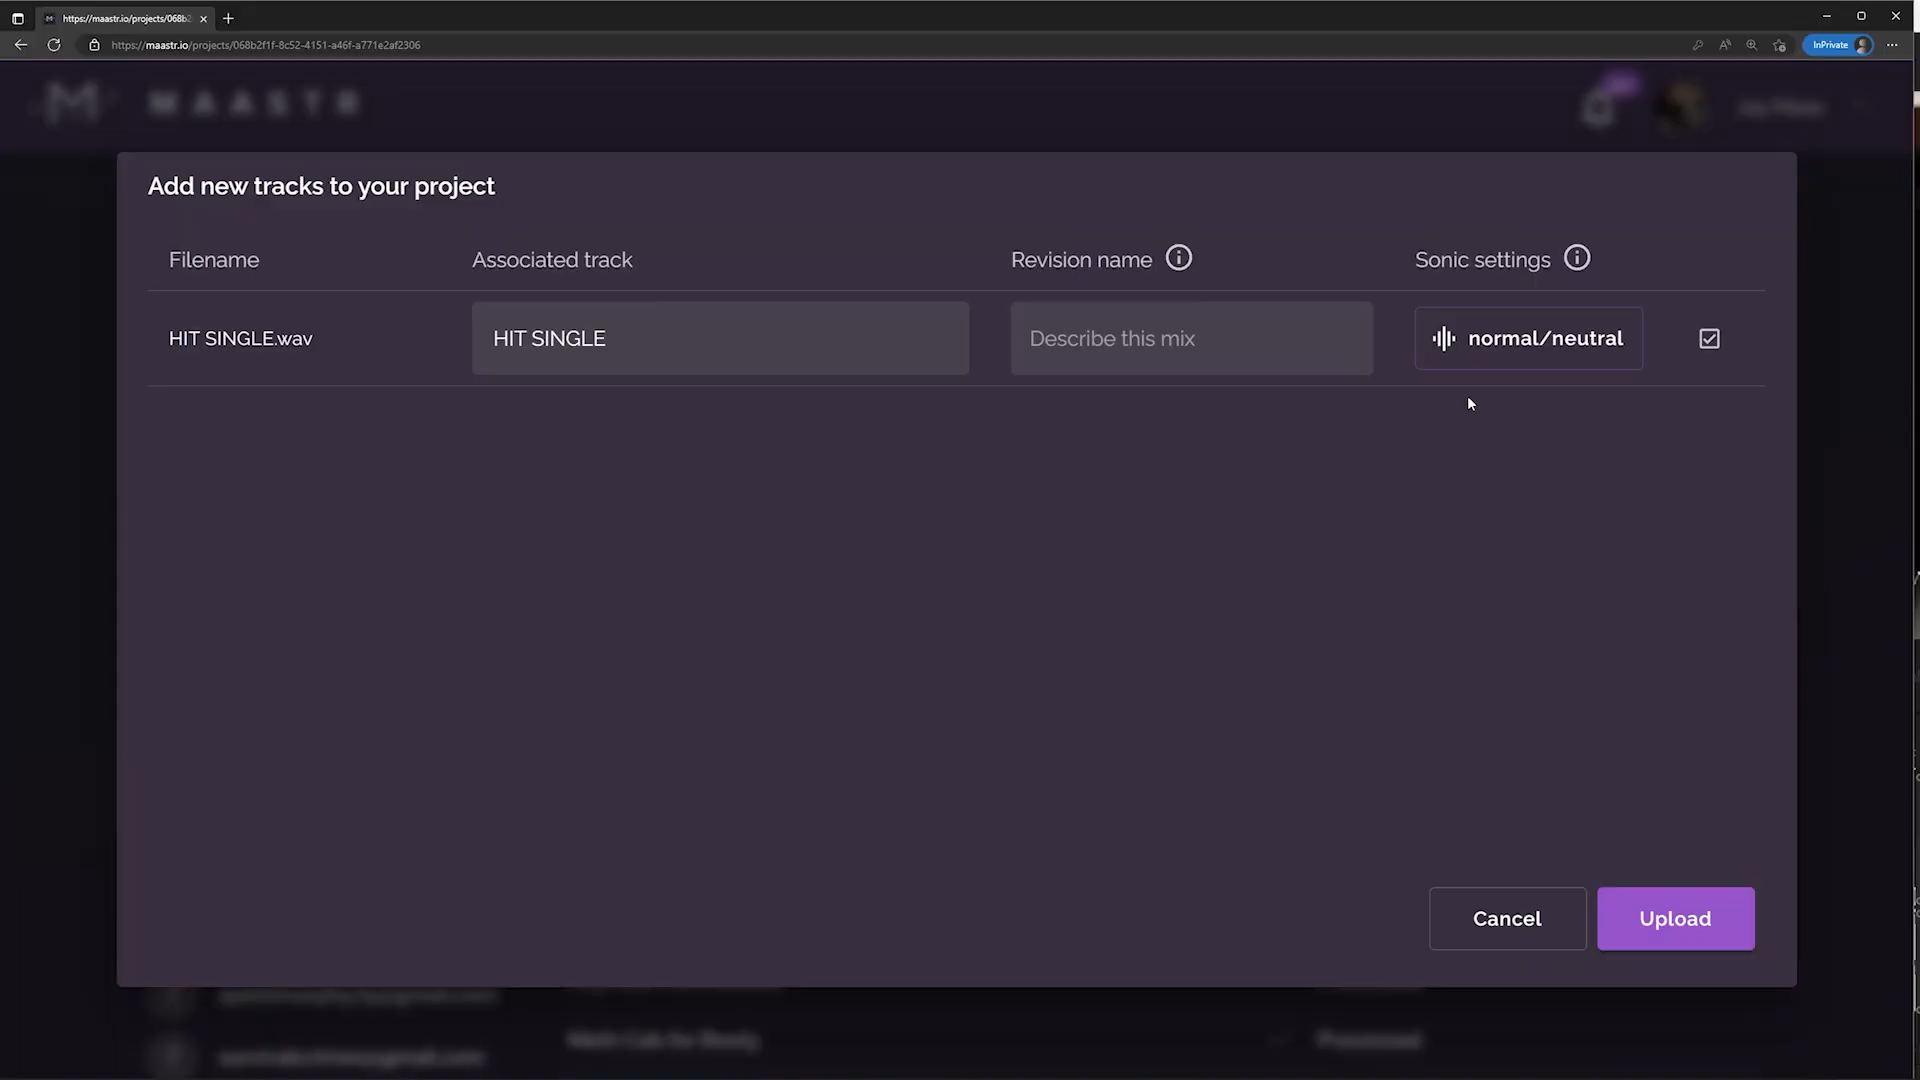 https://maastr.io/projects/068b2
https://maastr.io/projects/068b2f1f-8c52-4151-a46f-a771e2af2306
InPrivate
MAASTR
Add new tracks to your project
Filename
Associated track
Revision name
Sonic settings
HIT SINGLE.wav
HIT SINGLE
Describe this mix
normal/neutral
Cancel
Upload
Processed